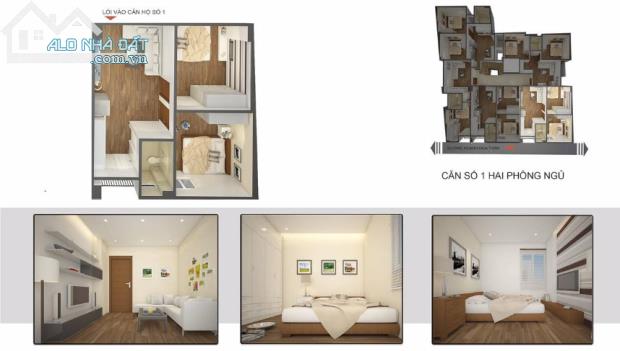 LỐI VÀO CĂN HỘ SỐ 1
ALO NHÀ ĐẤT
.com.vn
CĂN SỐ 1 HAI PHÒNG NGỦ